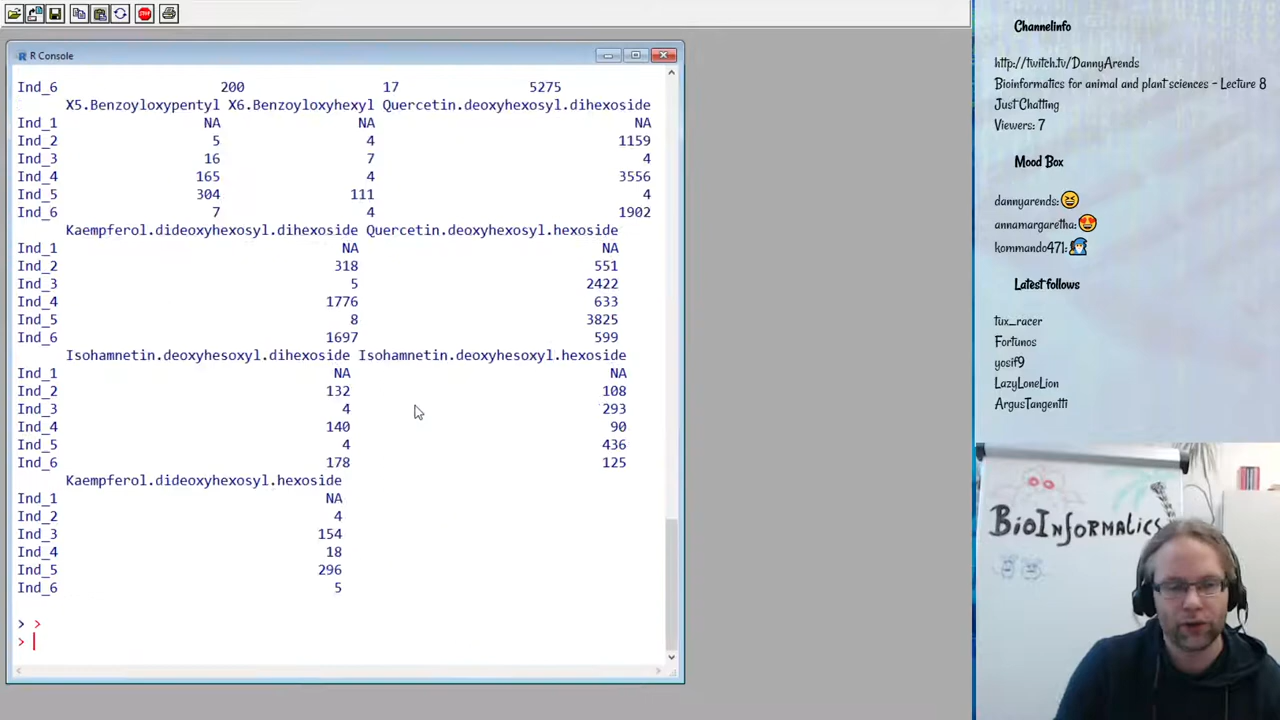 R Console
Ind_6 200 17 5275
X5.Benzoyloxypentyl X6.Benzoyloxyhexyl Quercetin.deoxyhexosyl.dihexoside
Ind_1 NA NA NA
Ind_2 5 4 1159
Ind_3 16 7 4
Ind_4 165 4 3556
Ind_5 304 111 4
Ind_6 7 4 1902
Kaempferol.dideoxyhexosyl.dihexoside Quercetin.deoxyhexosyl.hexoside
Ind_1 NA NA
Ind_2 318 551
Ind_3 5 2422
Ind_4 1776 633
Ind_5 8 3825
Ind_6 1697 599
Isohamnetin.deoxyhesoxyl.dihexoside Isohamnetin.deoxyhesoxyl.hexoside
Ind_1 NA NA
Ind_2 132 108
Ind_3 4 293
Ind_4 140 90
Ind_5 4 436
Ind_6 178 125
Kaempferol.dideoxyhexosyl.hexoside
Ind_1 NA
Ind_2 4
Ind_3 154
Ind_4 18
Ind_5 296
Ind_6 5
> >
>
Channelinfo
http://twitch.tv/DannyArends
Bioinformatics for animal and plant sciences - Lecture 8
Just Chatting
Viewers: 7
Mood Box
dannyarends:
annamargaretha:
kommando471:
Latest follows
tux_racer
Fortunos
yosif9
LazyLoneLion
ArgusTangentti
BioInformatics